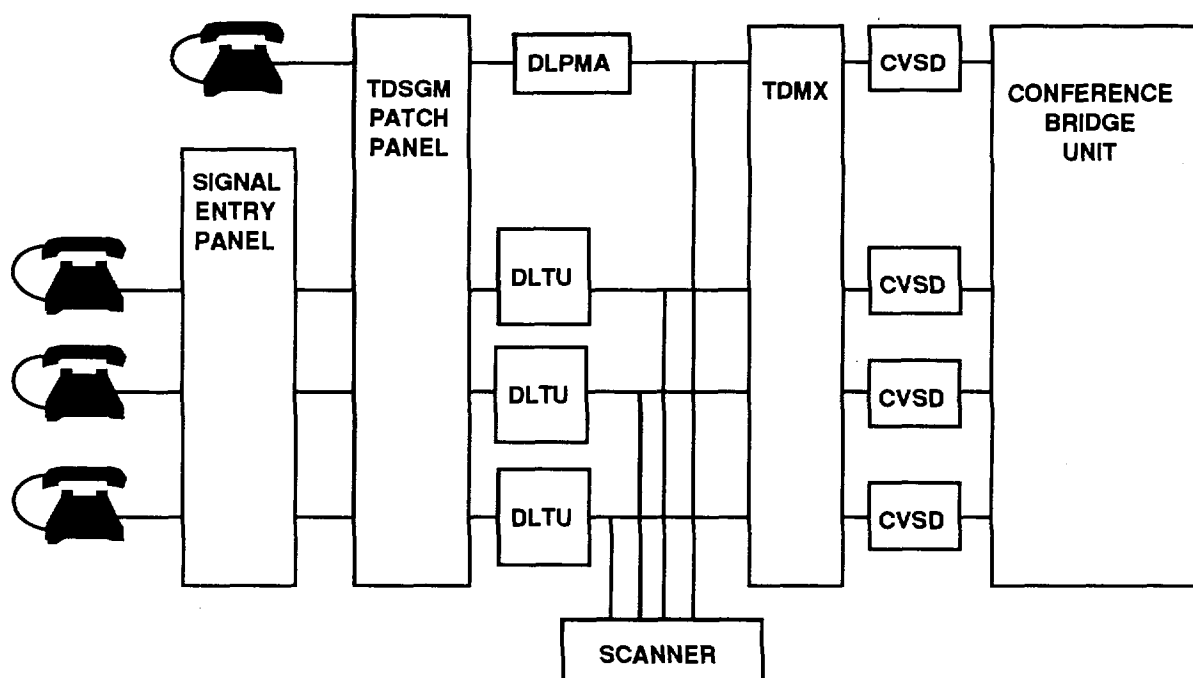 DLPMA
CVSD
TDSGM
PATCH
PANEL
TDMX
CONFERENCE
BRIDGE
UNIT
SIGNAL
ENTRY
PANEL
DLTU
CVSD
DLTU
CVSD
DLTU
CVSD
SCANNER